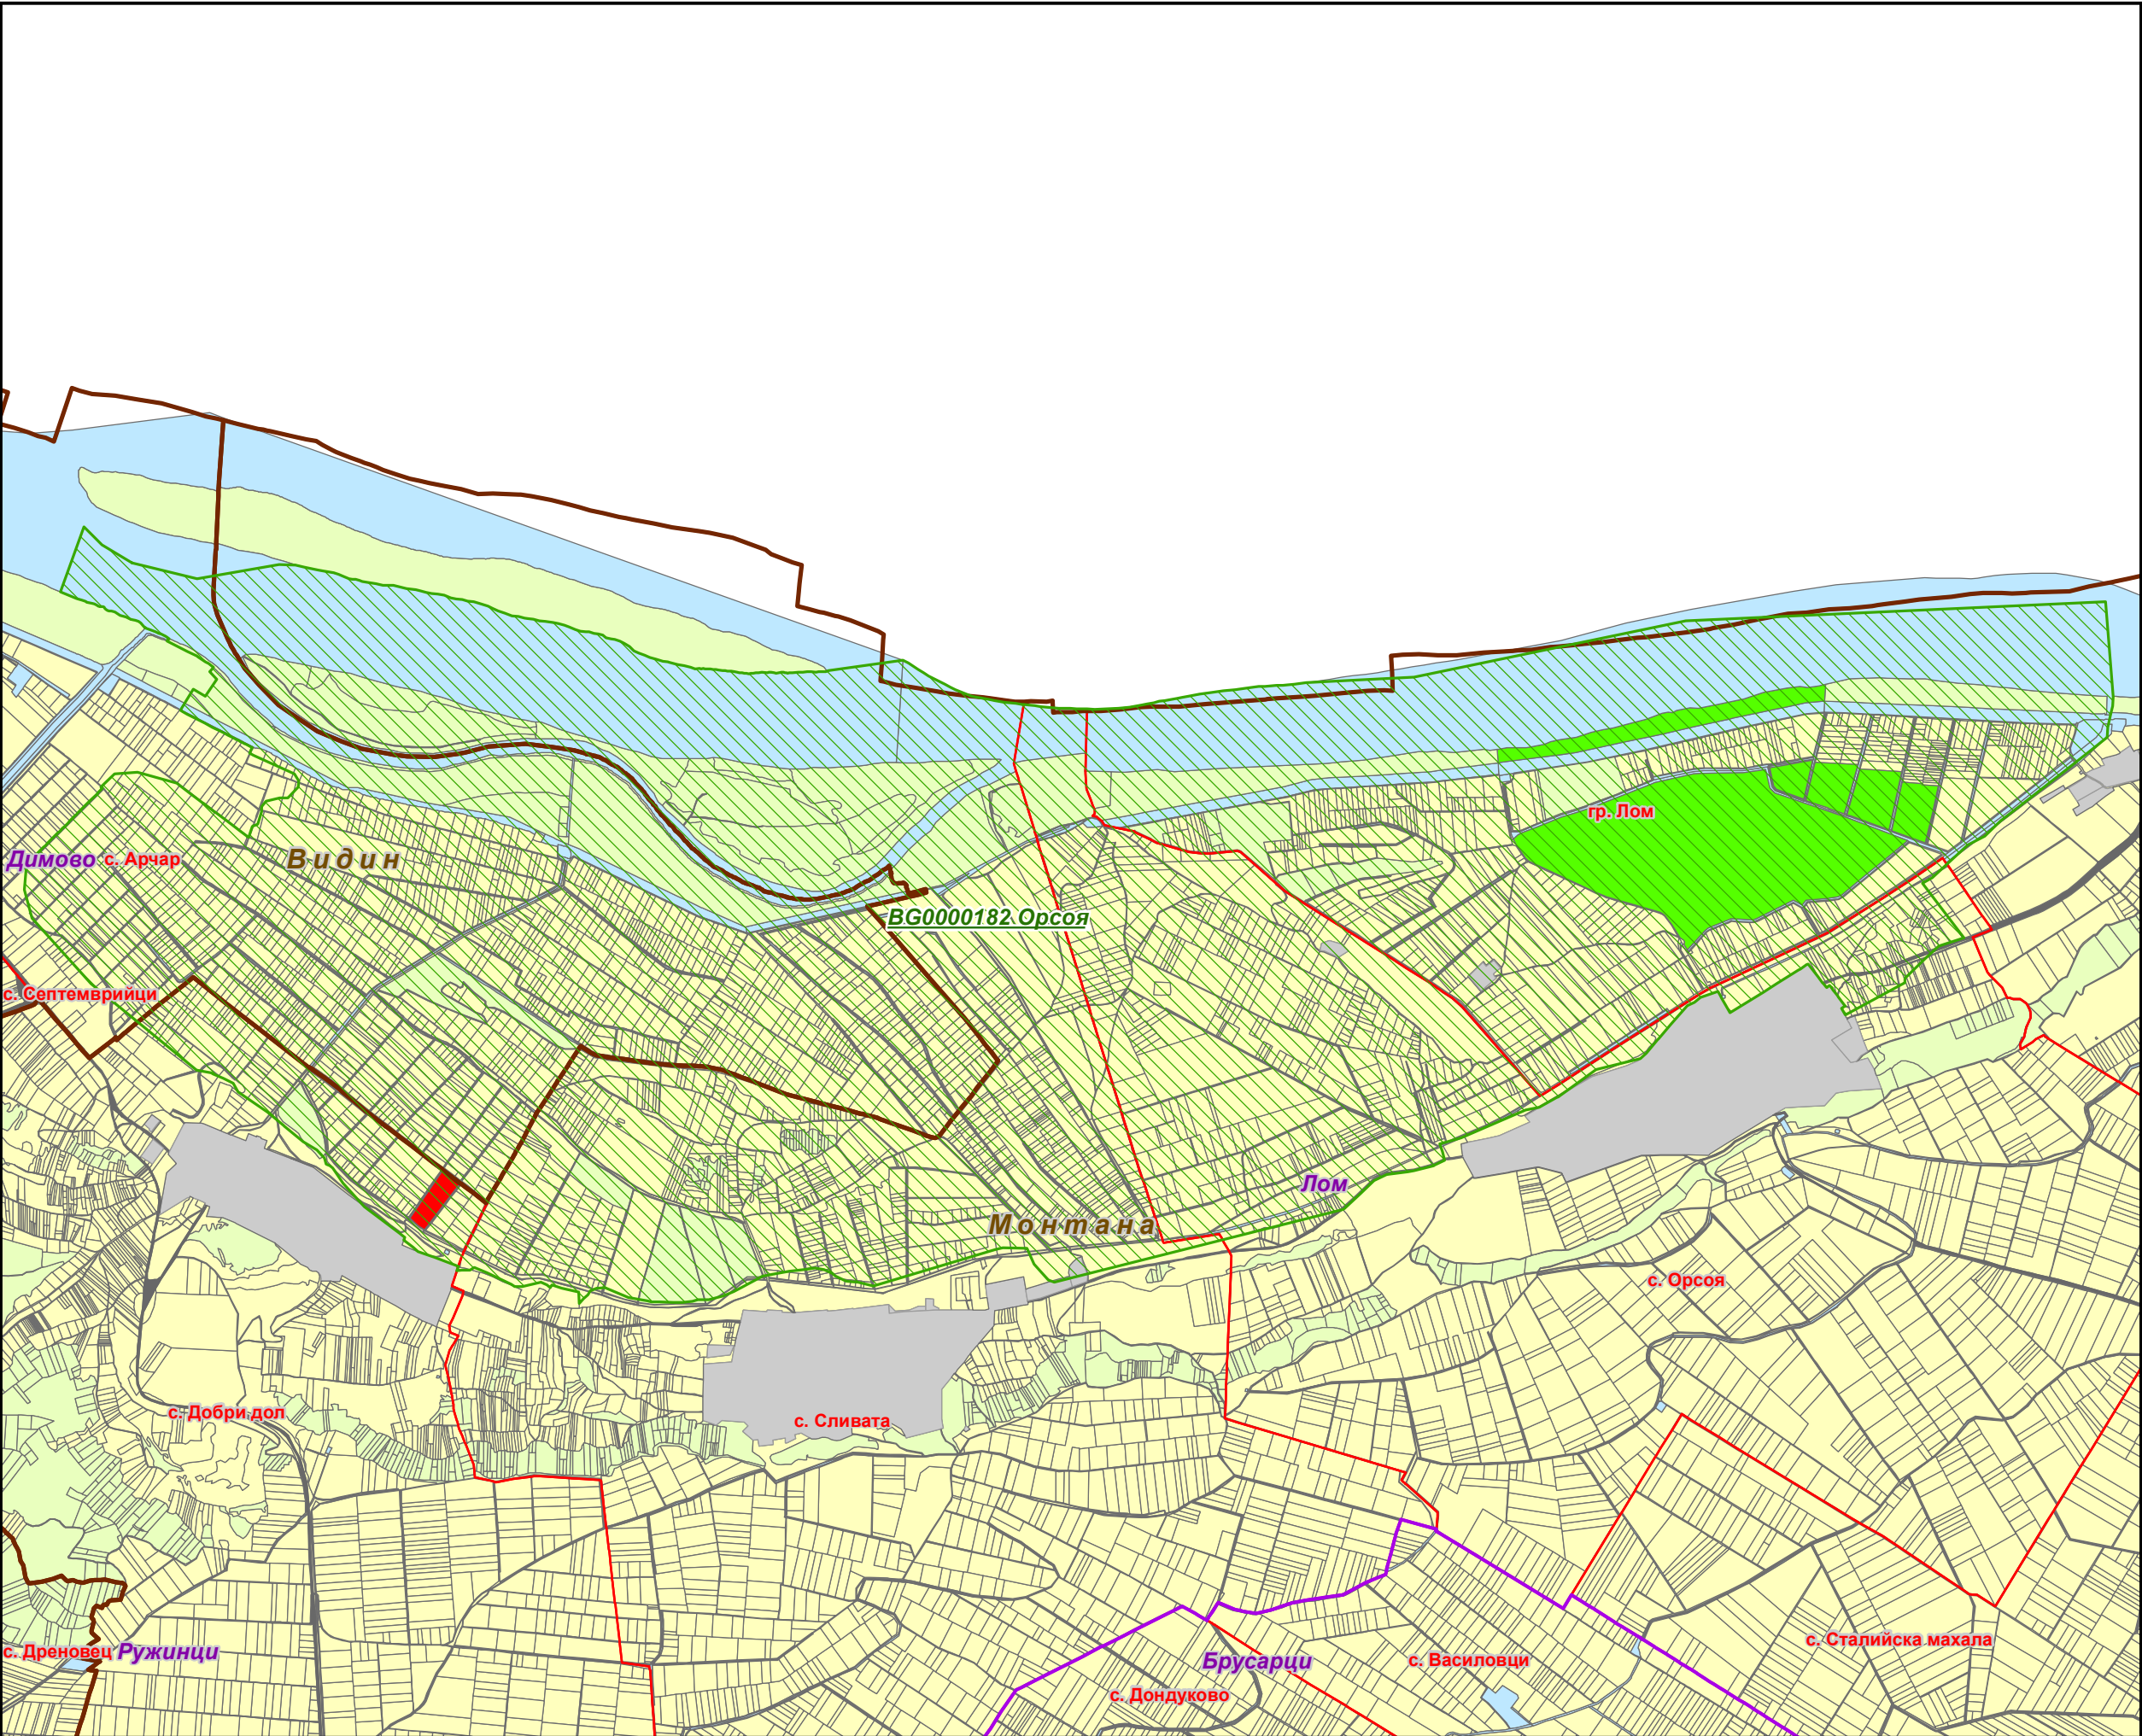 гр. Лом
Димово
с. Арчар
Видин
BG0000182 Орсоя
с. Септемврийци
Лом
Монтана
с. Орсоя
с. Добри дол
с. Сливата
с. Дреновец
Ружинци
Брусарци
с. Василовци
с. Сталийска махала
с. Дондуково